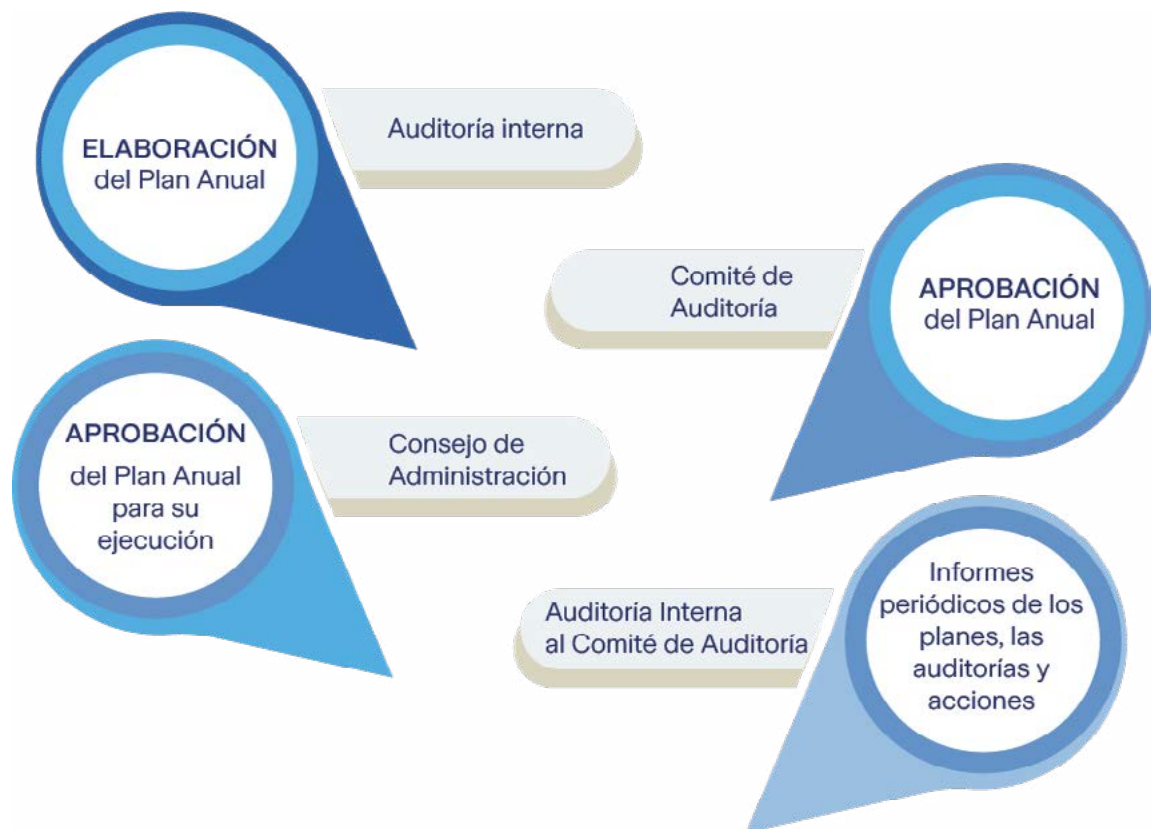 ELABORACIÓN
del Plan Anual
Auditoría interna
Comité de
Auditoría
APROBACIÓN
del Plan Anual
APROBACIÓN
del Plan Anual
para su
ejecución
Consejo de
Administración
Auditoría Interna
al Comité de Auditoría
Informes
periódicos de los
planes, las
auditorías y
acciones